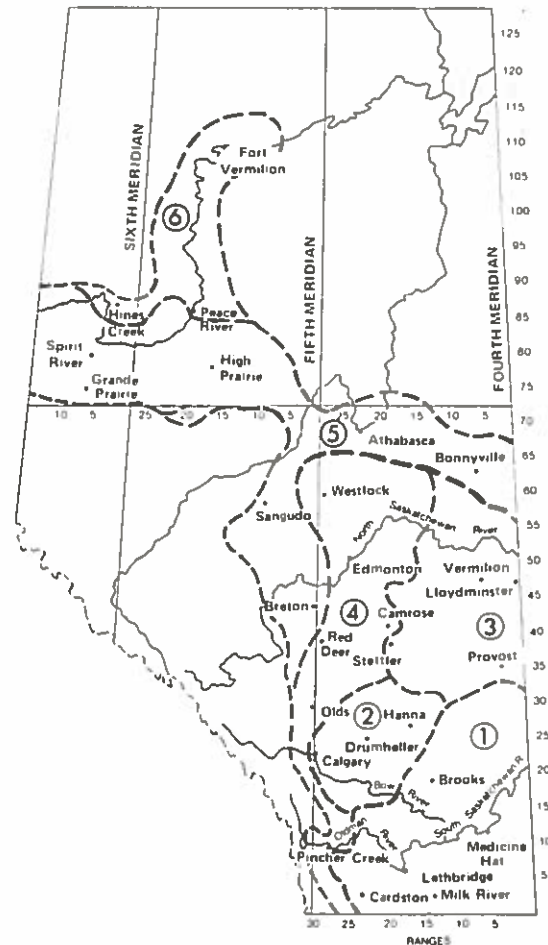 125
120
115
110
105
100
95
90
85
80
75
70
65
60
55
50
45
40
35
30
25
20
15
10
5
SIXTH MERIDIAN
FIFTH MERIDIAN
FOURTH MERIDIAN
Fort
Vermilion
6
Hines
Creek
Peace
River
Spirit
River
High
Prairie
Grande
Prairie
10 5 25 20 15 10 5 25 20 15 10 5
5
Athabasca
Bonnyville
Westlock
Sangudo
North Saskatchewan River
Edmonton
Vermilion
Lloydminster
Breton
4
Camrose
3
Red
Deer
Stettler
Provost
Olds
2
Hanna
1
Drumheller
Calgary
Bow River
Brooks
South Saskatchewan R
Oldman River
Pincher Creek
Medicine
Hat
Lethbridge
Cardston
Milk River
30 25 20 15 10 5
RANGES